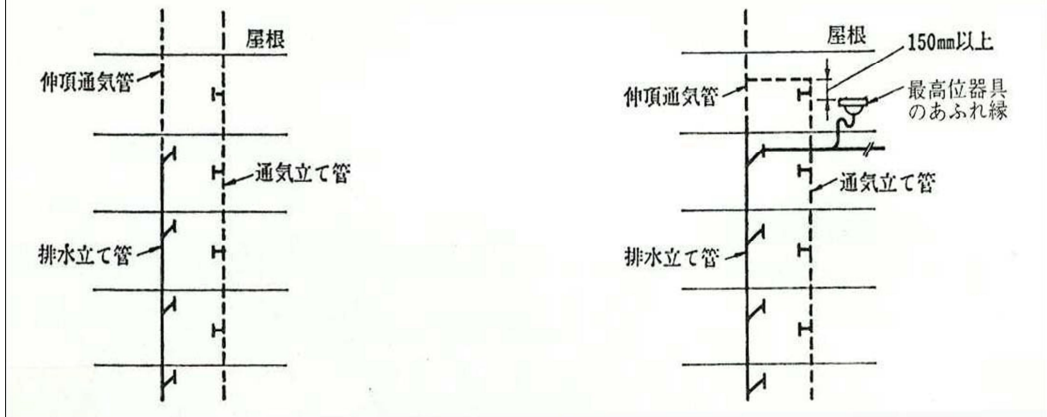 屋根
伸頂通気管
通気立て管
排水立て管
屋根
150mm以上
伸頂通気管
最高位器具
のあふれ縁
通気立て管
排水立て管